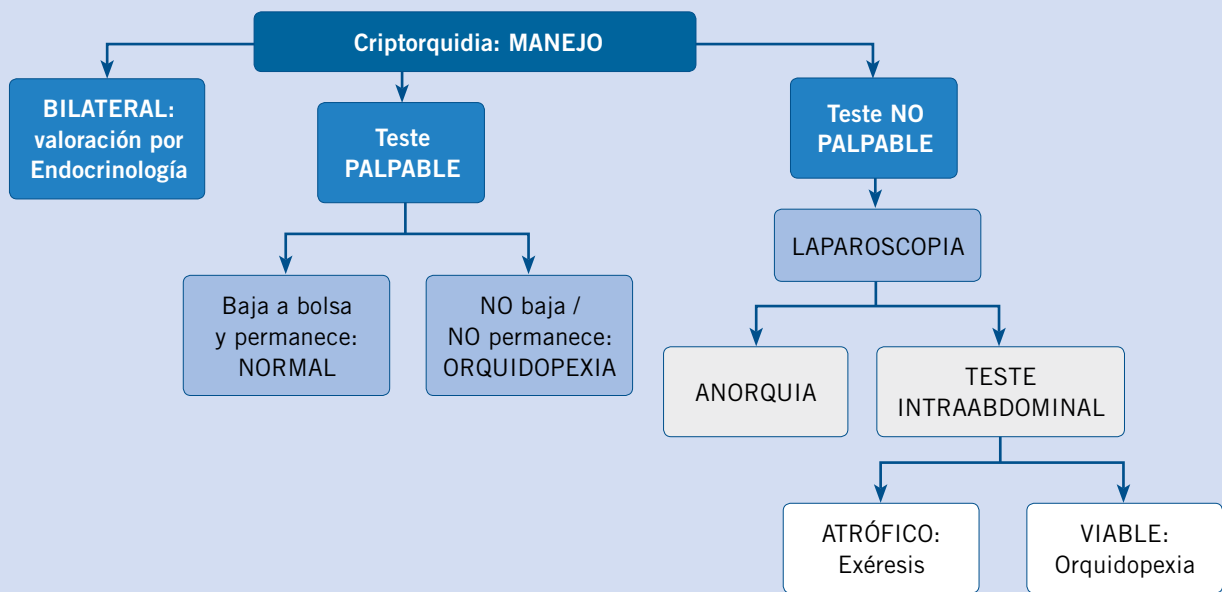 Criptorquidia: MANEJO
BILATERAL:
valoración por
Endocrinología
Teste
PALPABLE
Teste NO
PALPABLE
LAPAROSCOPIA
Baja a bolsa
y permanece:
NORMAL
NO baja /
NO permanece:
ORQUIDOPEXIA
ANORQUIA
TESTE
INTRAABDOMINAL
ATRÓFICO:
Exéresis
VIABLE:
Orquidopexia